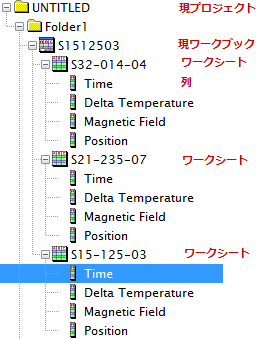 UNTITLED 現プロジェクト
Folder1
S1512503 現ワークブック
S32-014-04 ワークシート
Time 列
Delta Temperature
Magnetic Field
Position
S21-235-07 ワークシート
Time
Delta Temperature
Magnetic Field
Position
S15-125-03 ワークシート
Time
Delta Temperature
Magnetic Field
Position